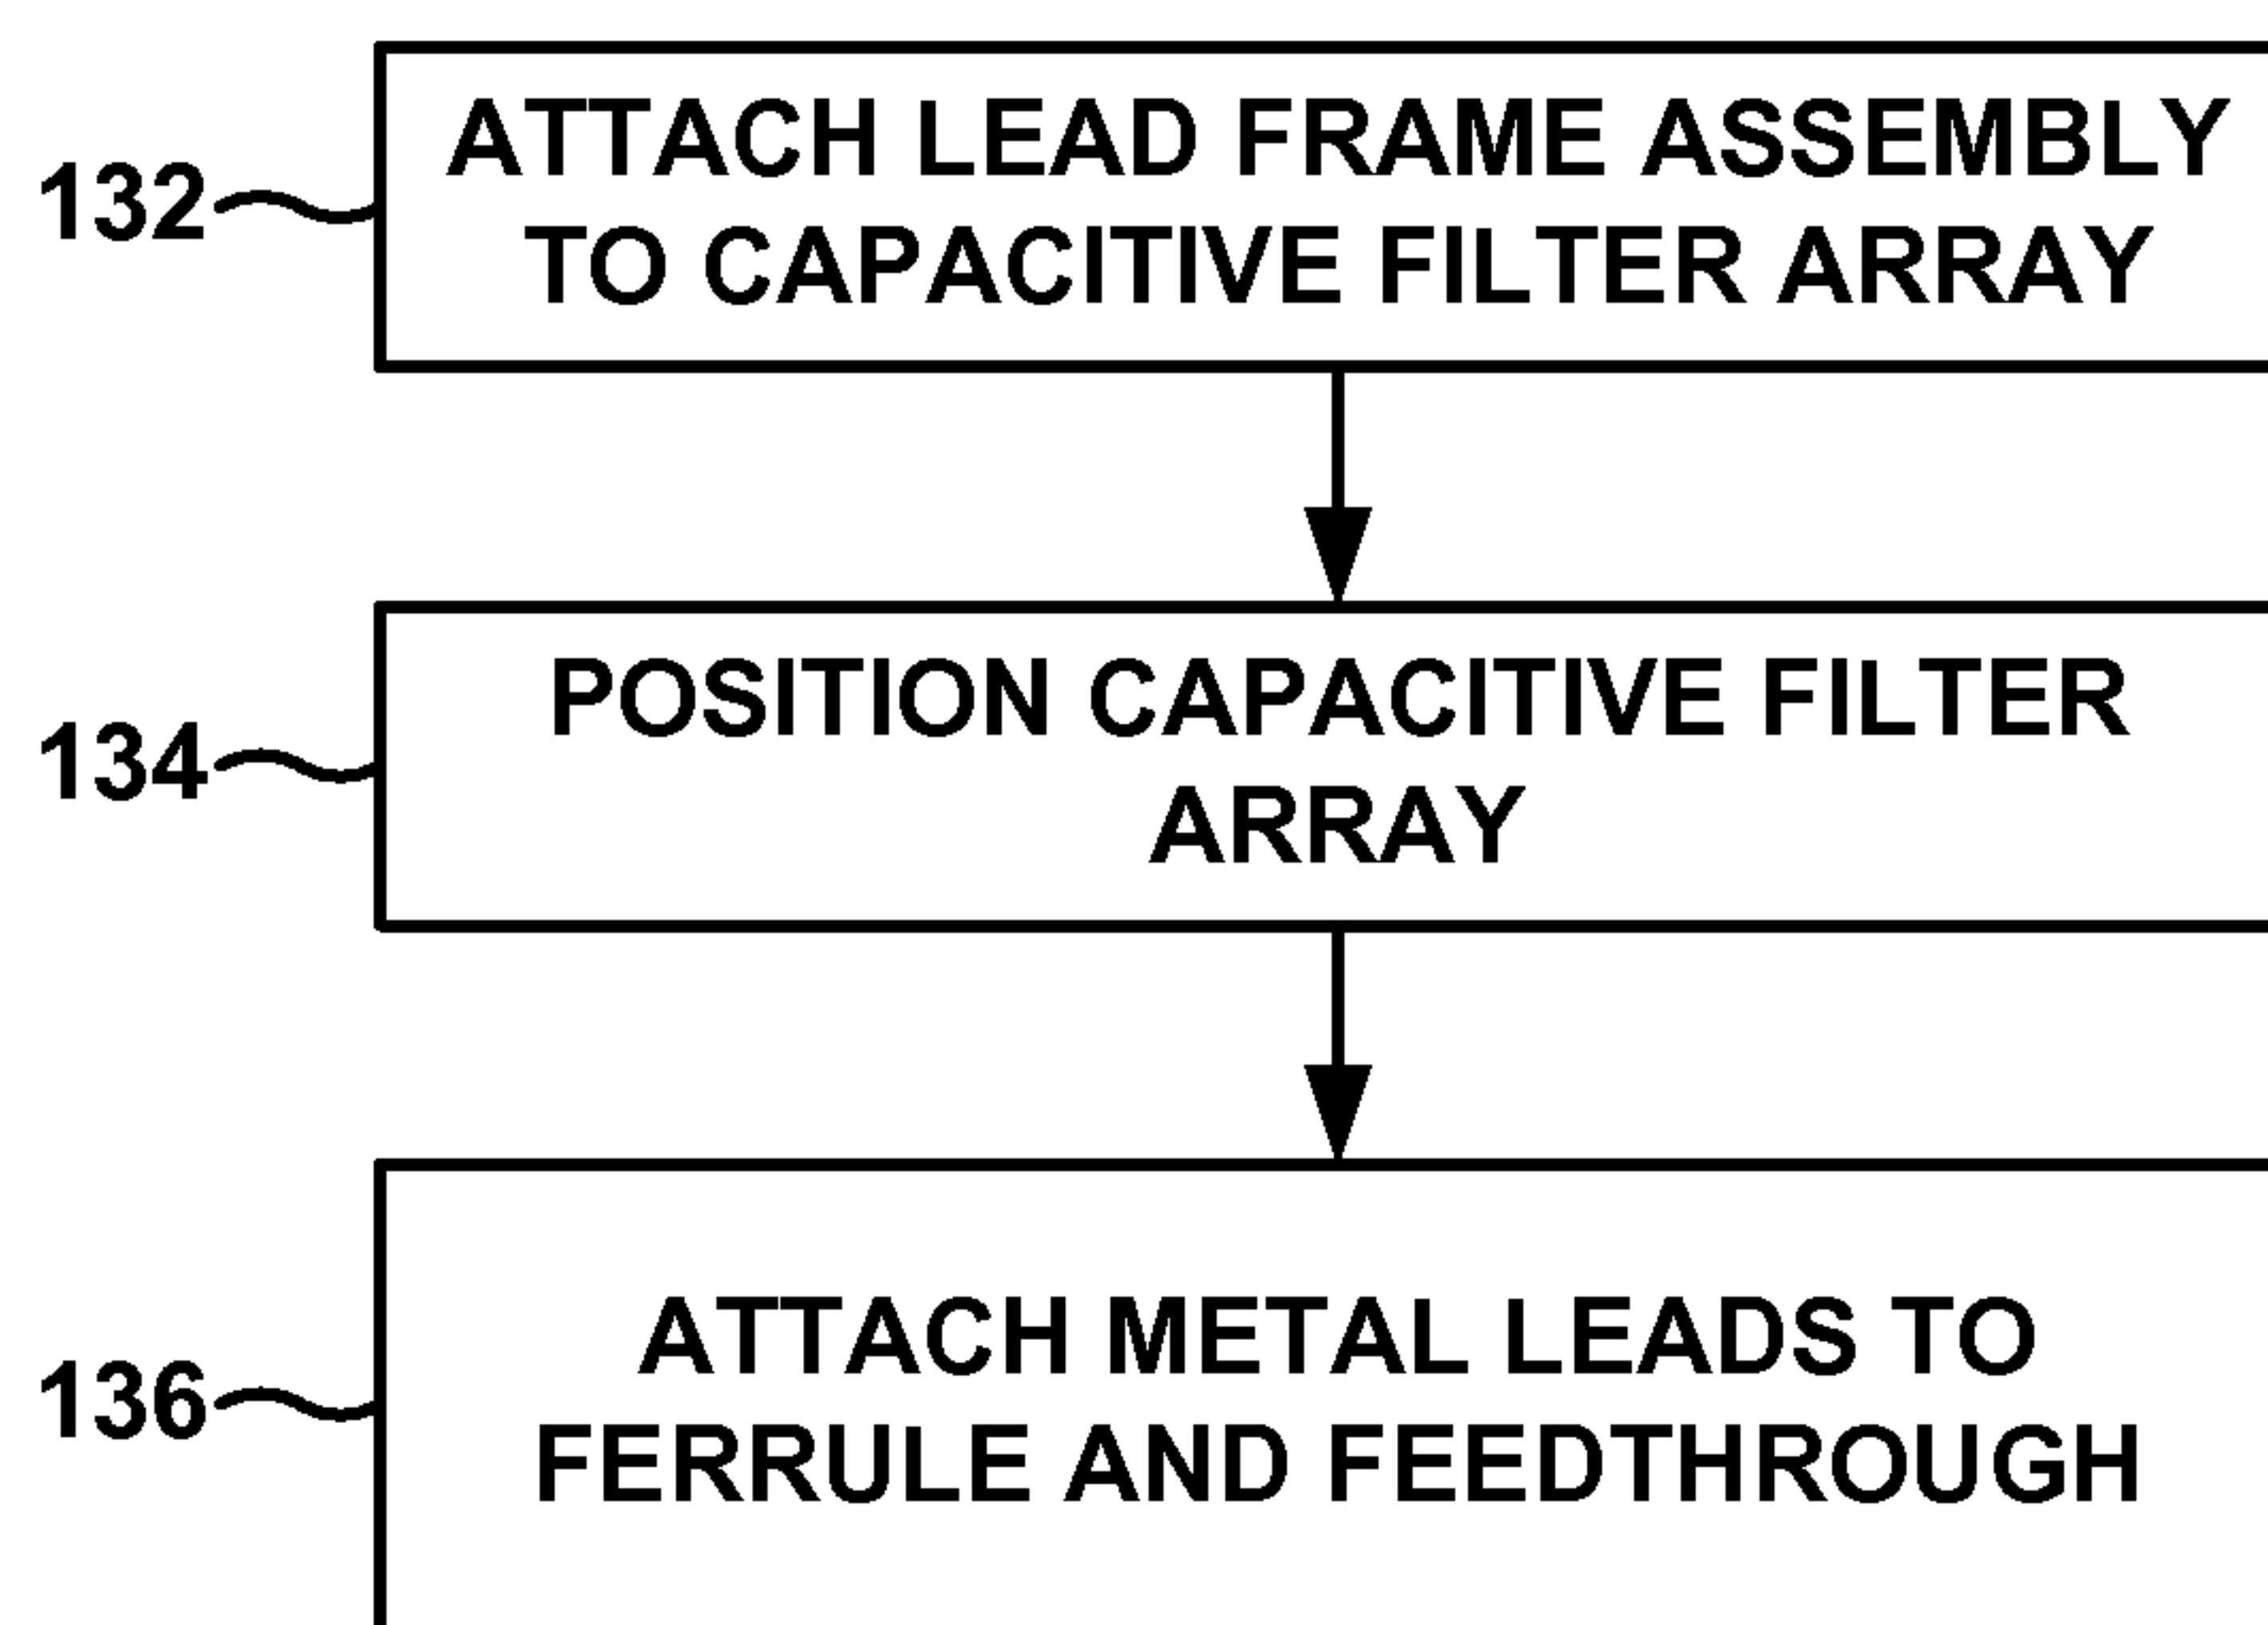 132
ATTACH LEAD FRAME ASSEMBLY
TO CAPACITIVE FILTER ARRAY
134
POSITION CAPACITIVE FILTER
ARRAY
136
ATTACH METAL LEADS TO
FERRULE AND FEEDTHROUGH